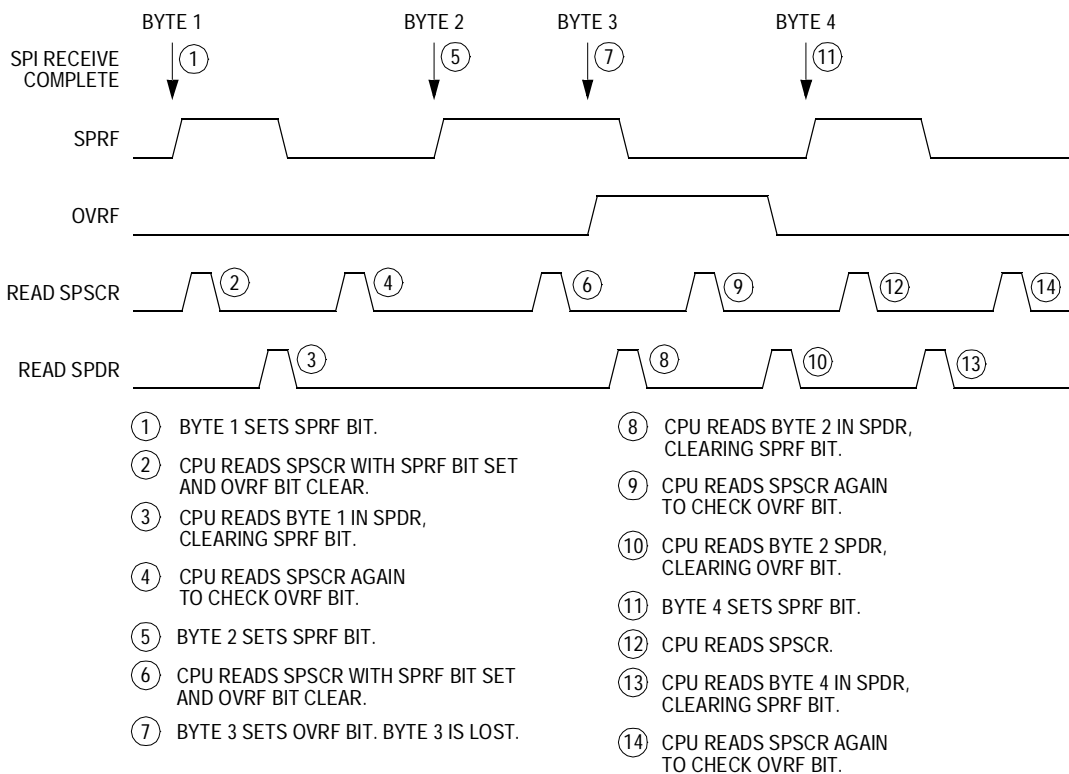 BYTE 1 BYTE 2 BYTE 3 BYTE 4
SPI RECEIVE
COMPLETE
1 5 7 11
SPRF
OVRF
READ SPSCR
2 4 6 9 12 14
READ SPDR
3 8 10 13
1 BYTE 1 SETS SPRF BIT.
2 CPU READS SPSCR WITH SPRF BIT SET
AND OVRF BIT CLEAR.
3 CPU READS BYTE 1 IN SPDR,
CLEARING SPRF BIT.
4 CPU READS SPSCR AGAIN
TO CHECK OVRF BIT.
5 BYTE 2 SETS SPRF BIT.
6 CPU READS SPSCR WITH SPRF BIT SET
AND OVRF BIT CLEAR.
7 BYTE 3 SETS OVRF BIT. BYTE 3 IS LOST.
8 CPU READS BYTE 2 IN SPDR,
CLEARING SPRF BIT.
9 CPU READS SPSCR AGAIN
TO CHECK OVRF BIT.
10 CPU READS BYTE 2 SPDR,
CLEARING OVRF BIT.
11 BYTE 4 SETS SPRF BIT.
12 CPU READS SPSCR.
13 CPU READS BYTE 4 IN SPDR,
CLEARING SPRF BIT.
14 CPU READS SPSCR AGAIN
TO CHECK OVRF BIT.